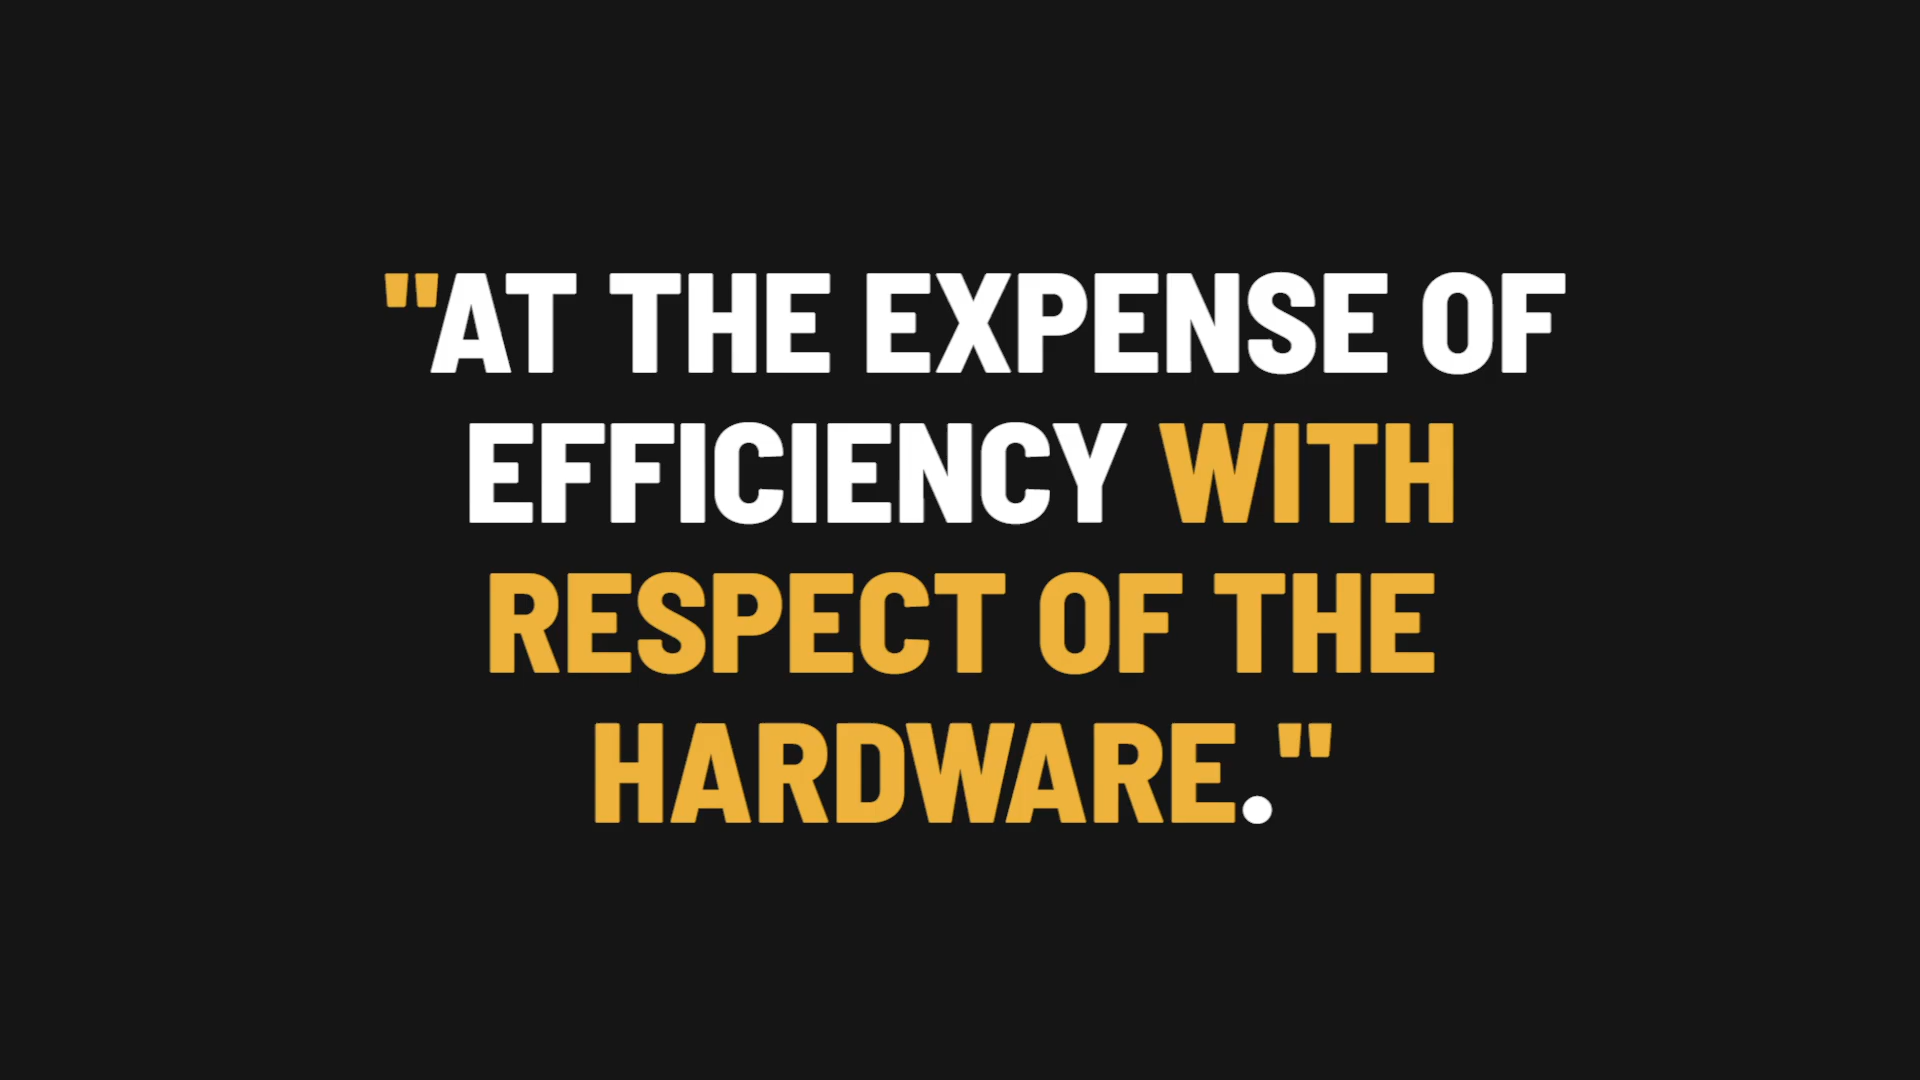 "AT THE EXPENSE OF
EFFICIENCY WITH
RESPECT OF THE
HARDWARE."